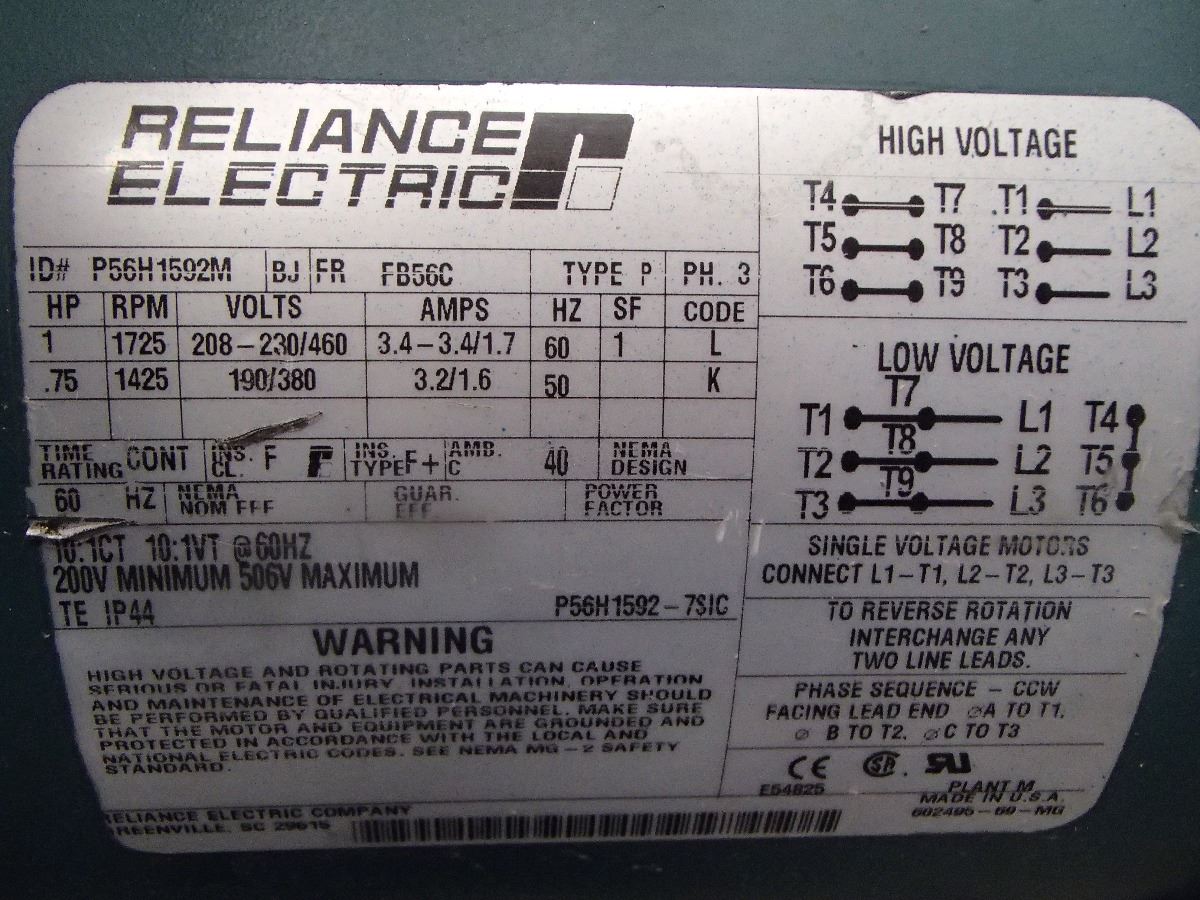 RELIANCE
ELECTRIC
ID# P56H1592M BJ FR FB56C TYPE P PH. 3
HP RPM VOLTS AMPS HZ SF CODE
1 1725 208-230/460 3.4-3.4/1.7 60 1 L
.75 1425 190/380 3.2/1.6 50 K
TIME RATING CONT INS. CL. F INS. TYPE F+ AMB. C 40 NEMA DESIGN
60 HZ NEMA NOM EFF GUAR. EFF. POWER FACTOR
10:1CT 10:1VT @60HZ
200V MINIMUM 506V MAXIMUM
TE IP44 P56H1592-7SIC
WARNING
HIGH VOLTAGE AND ROTATING PARTS CAN CAUSE
SERIOUS OR FATAL INJURY. INSTALLATION, OPERATION
AND MAINTENANCE OF ELECTRICAL MACHINERY SHOULD
BE PERFORMED BY QUALIFIED PERSONNEL. MAKE SURE
THAT THE MOTOR AND EQUIPMENT ARE GROUNDED AND
PROTECTED IN ACCORDANCE WITH THE LOCAL AND
NATIONAL ELECTRIC CODES. SEE NEMA MG-2 SAFETY
STANDARD.
RELIANCE ELECTRIC COMPANY
GREENVILLE, SC 29615
HIGH VOLTAGE
T4 T7 T1 L1
T5 T8 T2 L2
T6 T9 T3 L3
LOW VOLTAGE
T7
T1 L1 T4
T8
T2 L2 T5
T9
T3 L3 T6
SINGLE VOLTAGE MOTORS
CONNECT L1-T1, L2-T2, L3-T3
TO REVERSE ROTATION
INTERCHANGE ANY
TWO LINE LEADS.
PHASE SEQUENCE - CCW
FACING LEAD END ⌀A TO T1,
⌀ B TO T2, ⌀C TO T3
CE SA UL
E54825 PLANT M
MADE IN U.S.A.
602495-69-MG